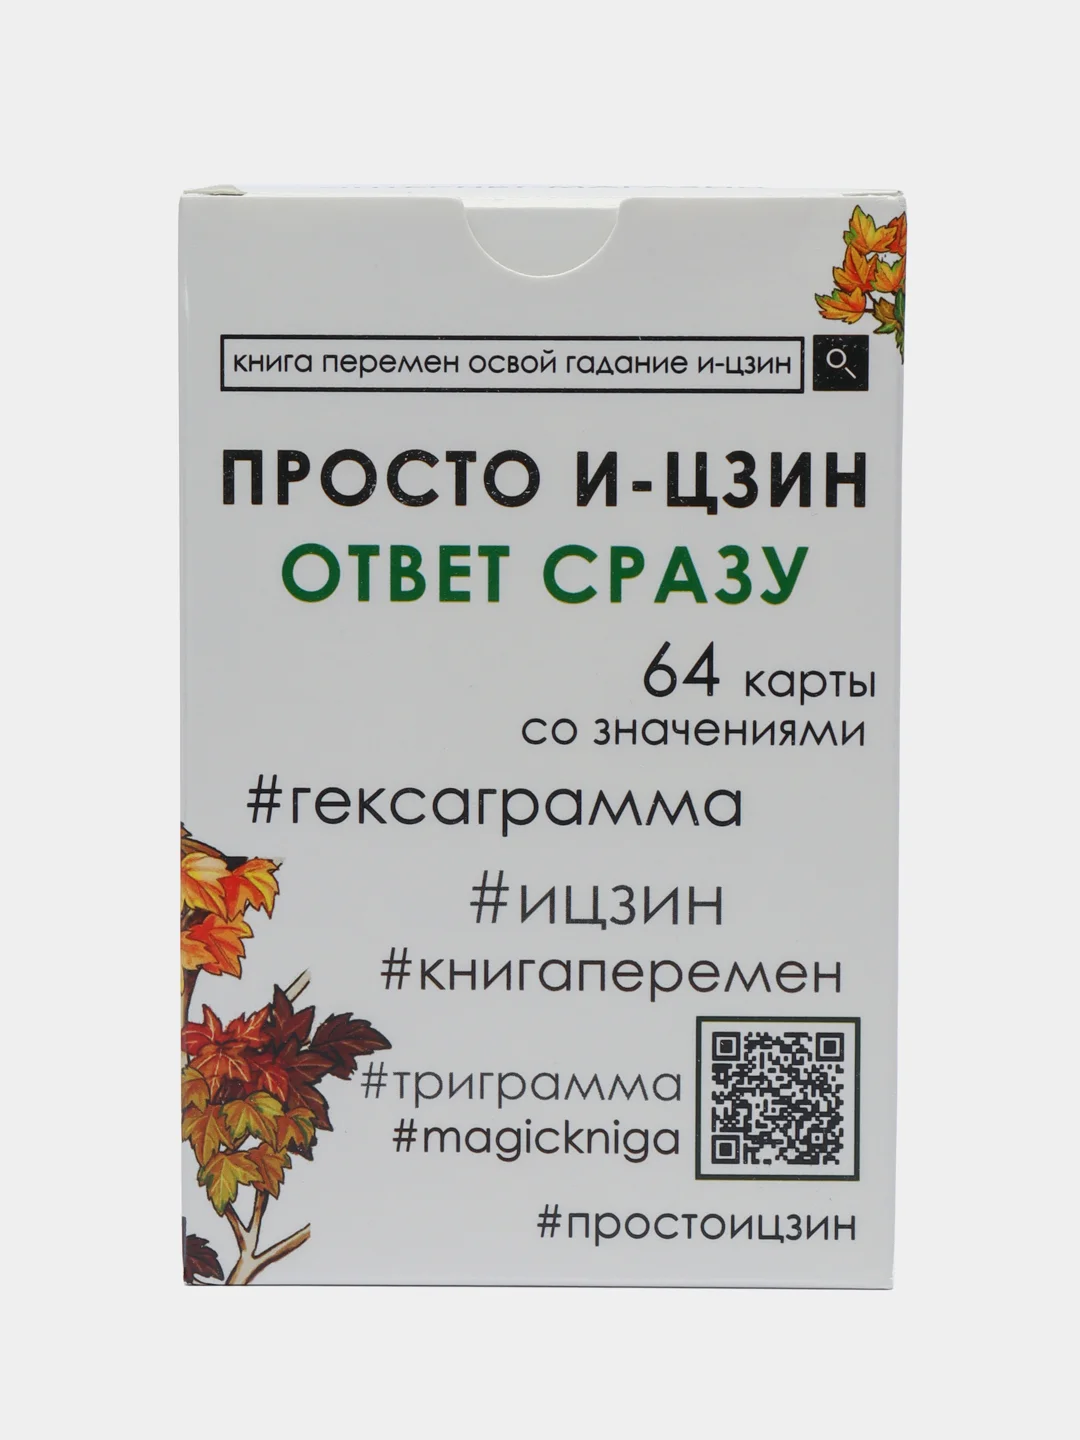 книга перемен освой гадание и-цзин
ПРОСТО И-ЦЗИН
ОТВЕТ СРАЗУ
64 карты
со значениями
#гексаграмма
#ицзин
#книгаперемен
#триграмма
#magickniga
#простоицзин